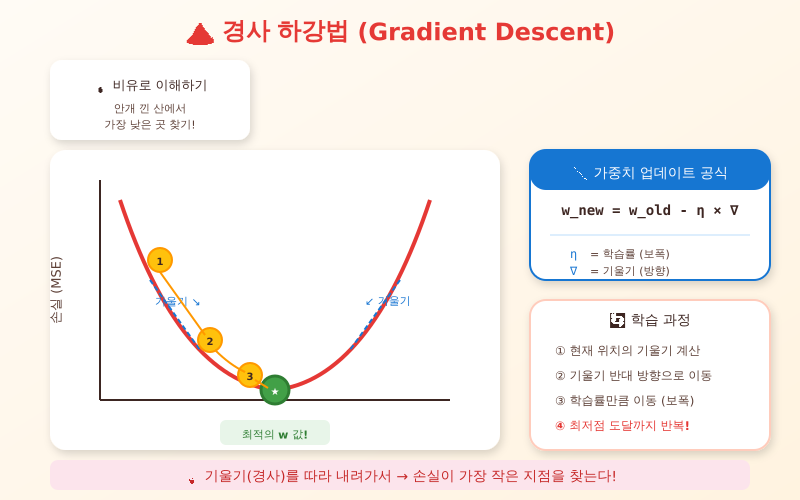 경사 하강법 (Gradient Descent)
비유로 이해하기
안개 낀 산에서
가장 낮은 곳 찾기!
손실 (MSE)
1
기울기 ↘
↙ 기울기
2
3
★
최적의 w 값!
가중치 업데이트 공식
w_new = w_old - η × ∇
η = 학습률 (보폭)
∇ = 기울기 (방향)
학습 과정
① 현재 위치의 기울기 계산
② 기울기 반대 방향으로 이동
③ 학습률만큼 이동 (보폭)
④ 최저점 도달까지 반복!
기울기(경사)를 따라 내려가서 → 손실이 가장 작은 지점을 찾는다!